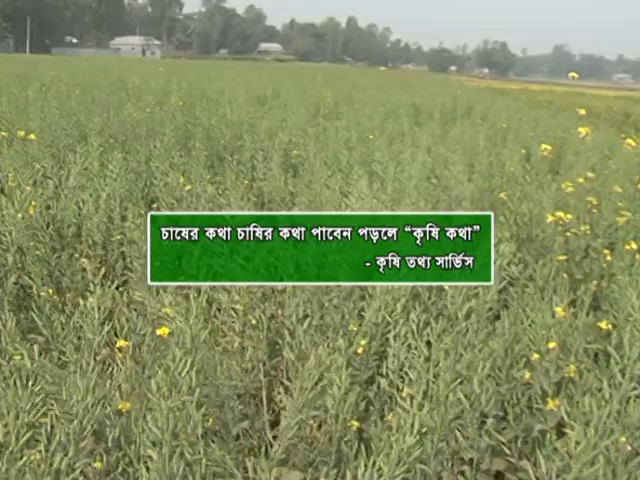 চাষের কথা চাষির কথা পাবেন পড়লে “কৃষি কথা”
- কৃষি তথ্য সার্ভিস